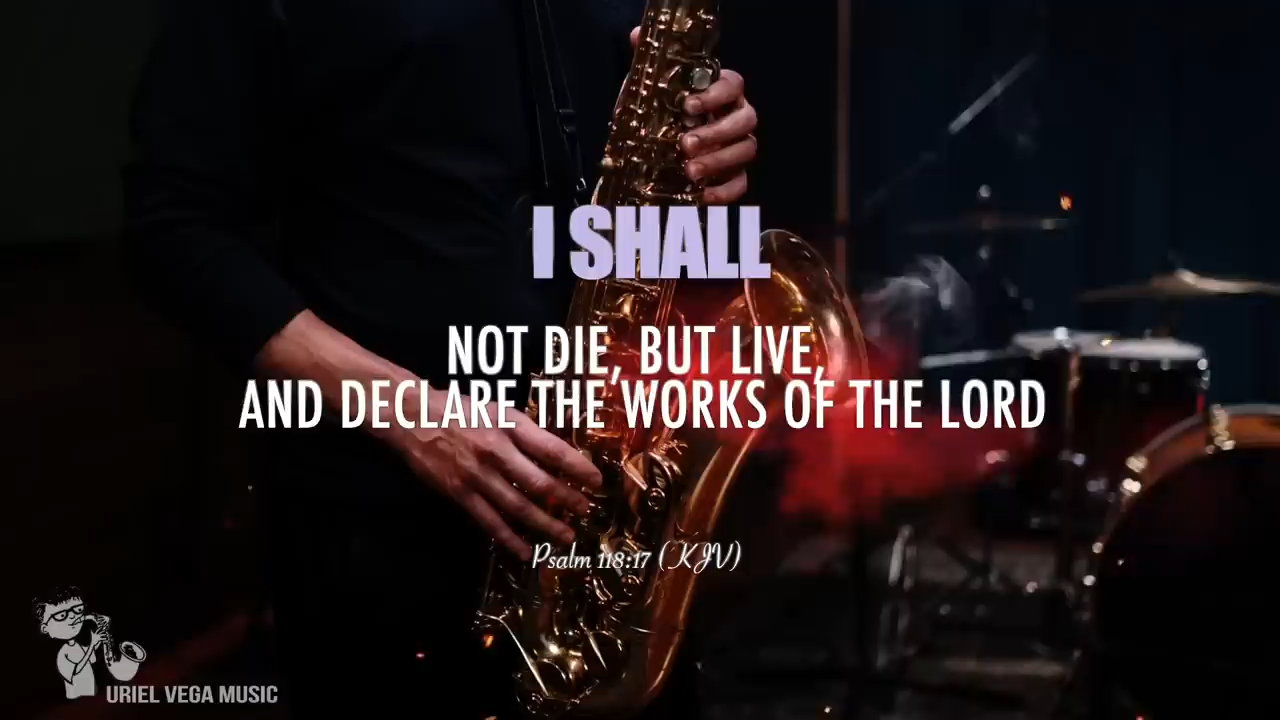 I SHALL
NOT DIE, BUT LIVE,
AND DECLARE THE WORKS OF THE LORD
Psalm 118:17 (KJV)
URIEL VEGA MUSIC